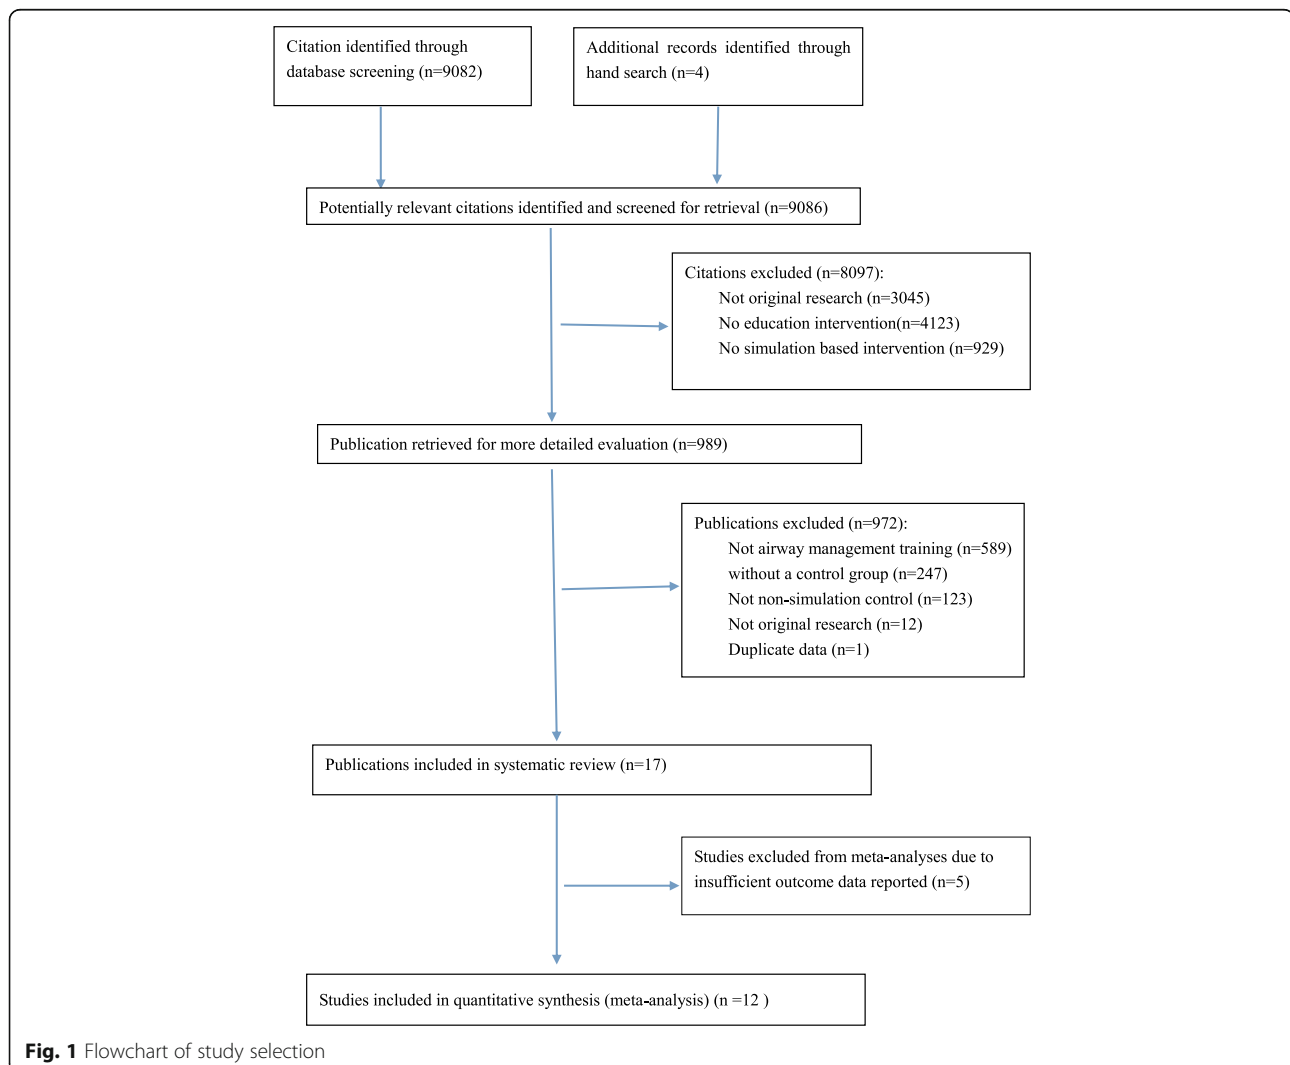 Citation identified through
database screening (n=9082)
Additional records identified through
hand search (n=4)
Potentially relevant citations identified and screened for retrieval (n=9086)
Citations excluded (n=8097):
Not original research (n=3045)
No education intervention(n=4123)
No simulation based intervention (n=929)
Publication retrieved for more detailed evaluation (n=989)
Publications excluded (n=972):
Not airway management training (n=589)
without a control group (n=247)
Not non-simulation control (n=123)
Not original research (n=12)
Duplicate data (n=1)
Publications included in systematic review (n=17)
Studies excluded from meta-analyses due to
insufficient outcome data reported (n=5)
Studies included in quantitative synthesis (meta-analysis) (n =12 )
Fig. 1 Flowchart of study selection